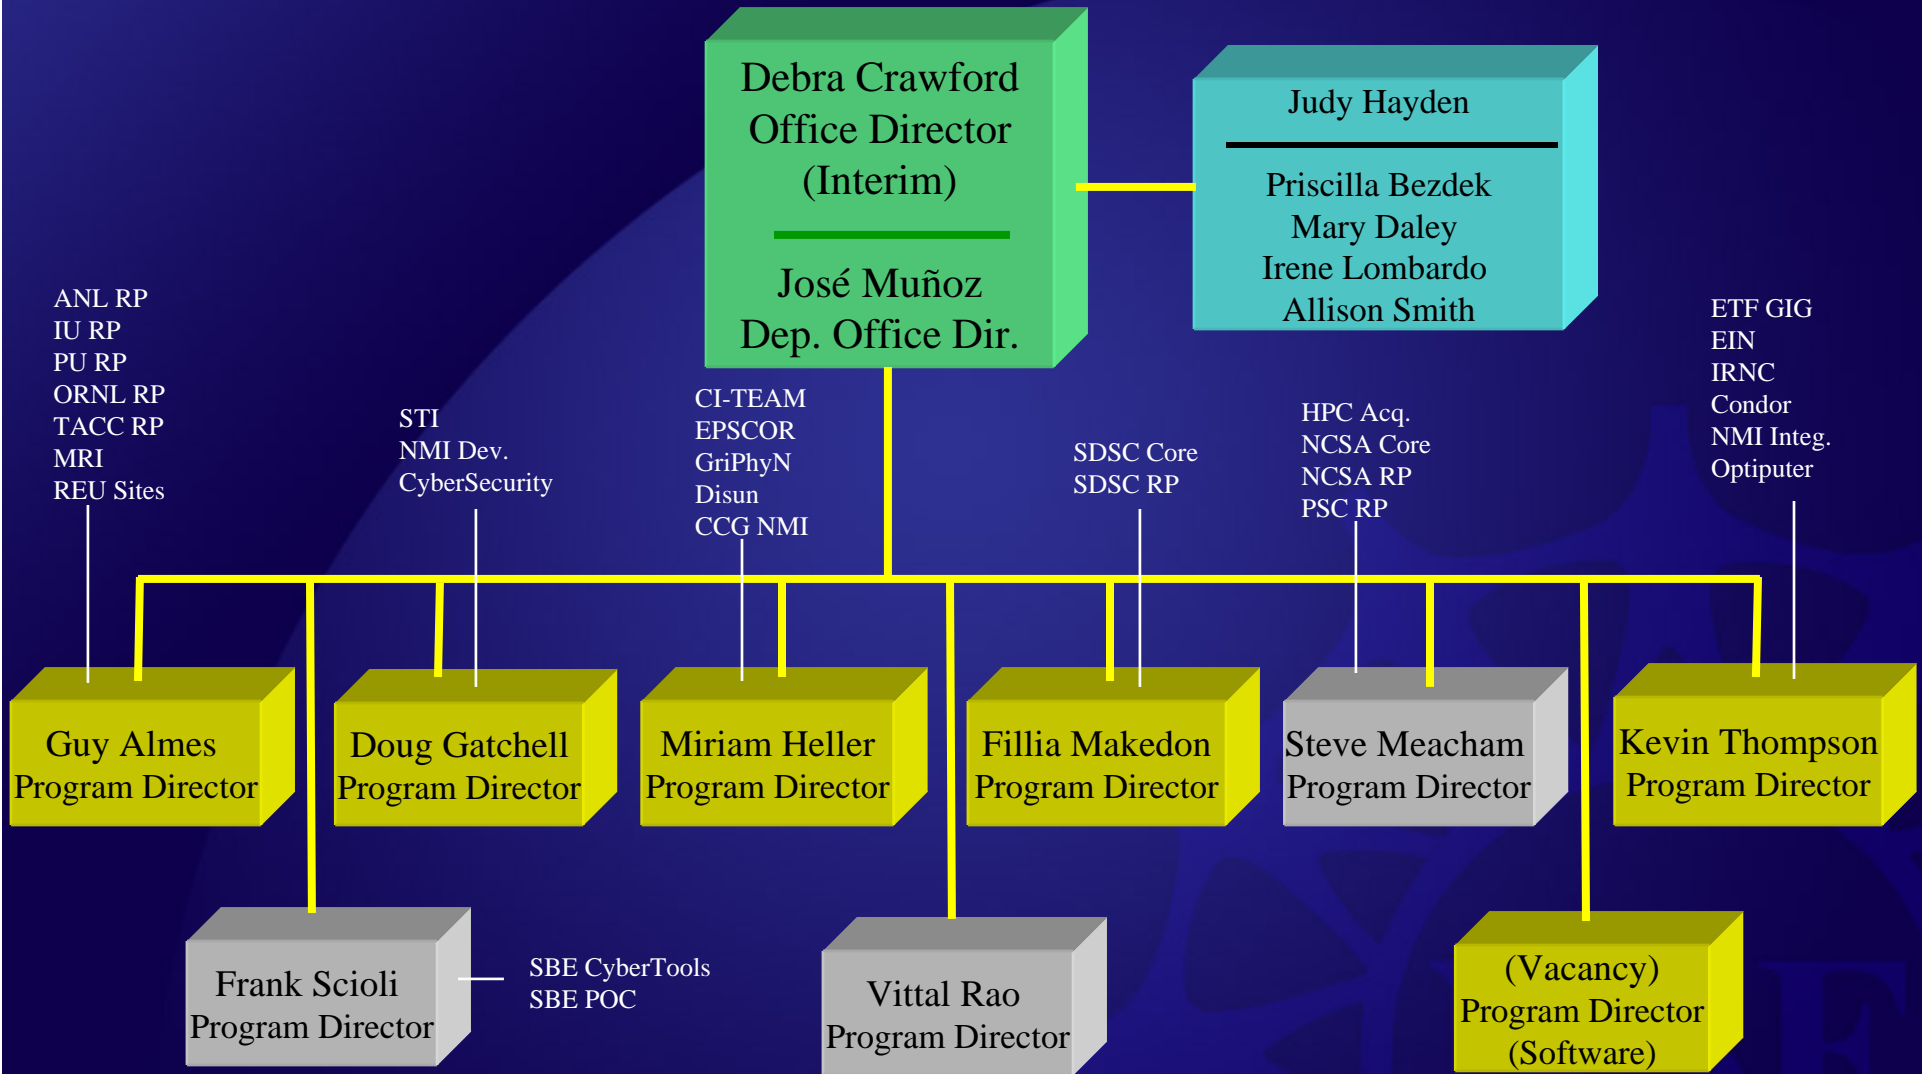 Debra Crawford
Office Director
(Interim)
José Muñoz
Dep. Office Dir.
Judy Hayden
Priscilla Bezdek
Mary Daley
Irene Lombardo
Allison Smith
ANL RP
IU RP
PU RP
ORNL RP
TACC RP
MRI
REU Sites
STI
NMI Dev.
CyberSecurity
CI-TEAM
EPSCOR
GriPhyN
Disun
CCG NMI
SDSC Core
SDSC RP
HPC Acq.
NCSA Core
NCSA RP
PSC RP
ETF GIG
EIN
IRNC
Condor
NMI Integ.
Optiputer
Guy Almes
Program Director
Doug Gatchell
Program Director
Miriam Heller
Program Director
Fillia Makedon
Program Director
Steve Meacham
Program Director
Kevin Thompson
Program Director
Frank Scioli
Program Director
SBE CyberTools
SBE POC
Vittal Rao
Program Director
(Vacancy)
Program Director
(Software)